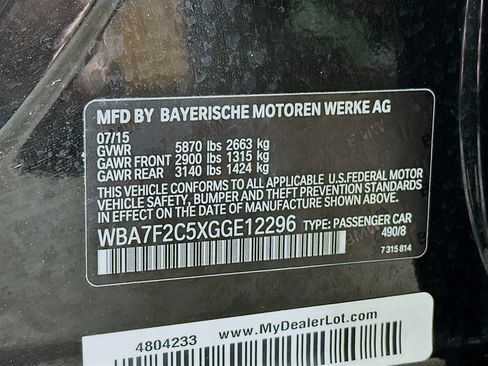 MFD BY BAYERISCHE MOTOREN WERKE AG
07/15
GVWR 5870 lbs 2663 kg
GAWR FRONT 2900 lbs 1315 kg
GAWR REAR 3140 lbs 1424 kg
THIS VEHICLE CONFORMS TO ALL APPLICABLE U.S.FEDERAL MOTOR
VEHICLE SAFETY, BUMPER AND THEFT PREVENTION STANDARDS IN
EFFECT ON THE DATE OF MANUFACTURE SHOWN ABOVE.
WBA7F2C5XGGE12296 TYPE: PASSENGER CAR
490/8
7 315 814
4804233 www.MyDealerLot.com